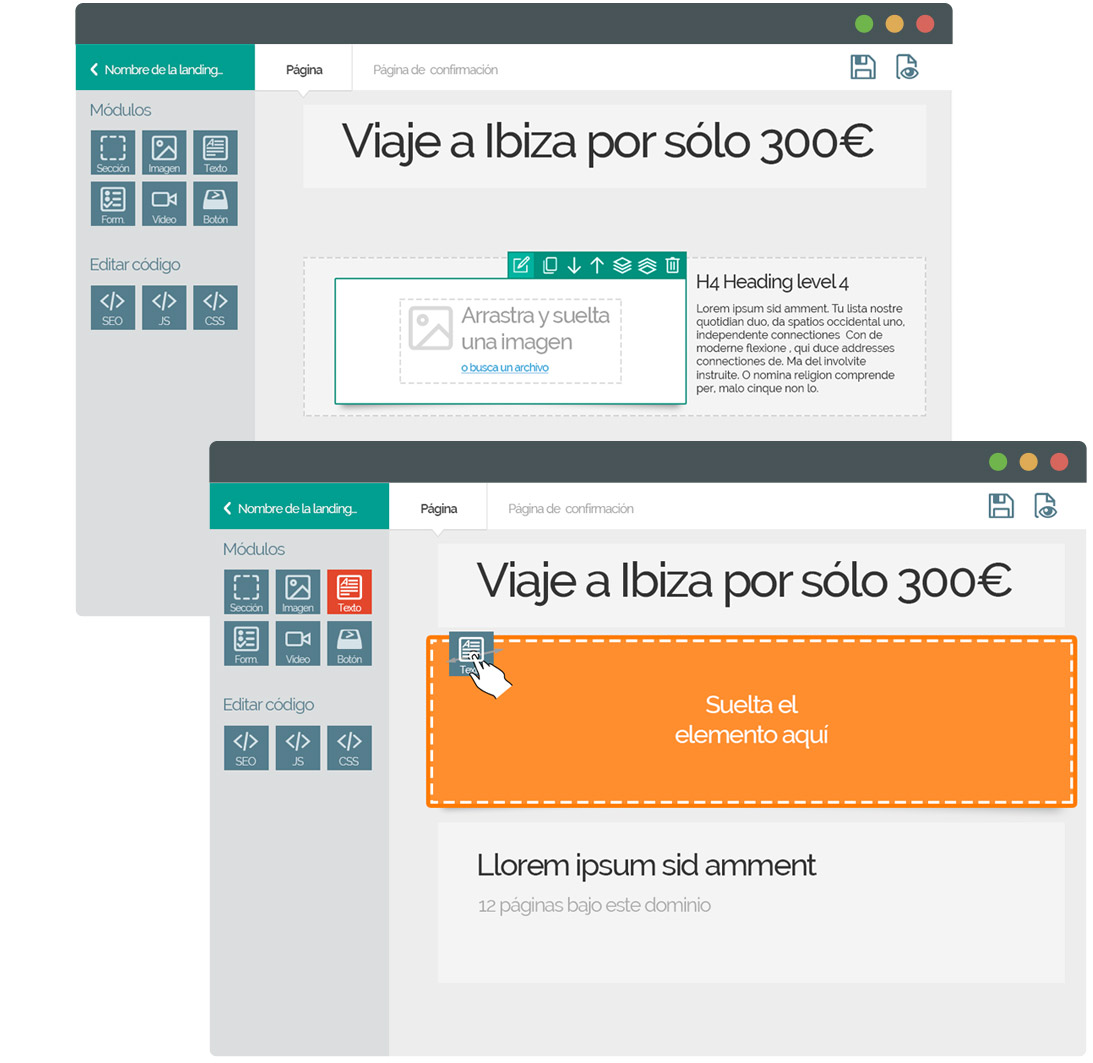 Nombre de la landing...
Página
Página de confirmación
Módulos
Sección
Imagen
Texto
Form.
Vídeo
Botón
Editar código
SEO
JS
CSS
Viaje a Ibiza por sólo 300€
Arrastra y suelta
una imagen
o busca un archivo
H4 Heading level 4
Lorem ipsum sid amment. Tu lista nostre
quotidian duo, da spatios occidental uno,
independente connectiones Con de
moderne flexione , qui duce addresses
connectiones de. Ma del involvite
instruite. O nomina religion comprende
per, malo cinque non lo.
Nombre de la landing...
Página
Página de confirmación
Módulos
Sección
Imagen
Texto
Form.
Vídeo
Botón
Editar código
SEO
JS
CSS
Viaje a Ibiza por sólo 300€
Suelta el
elemento aquí
Llorem ipsum sid amment
12 páginas bajo este dominio